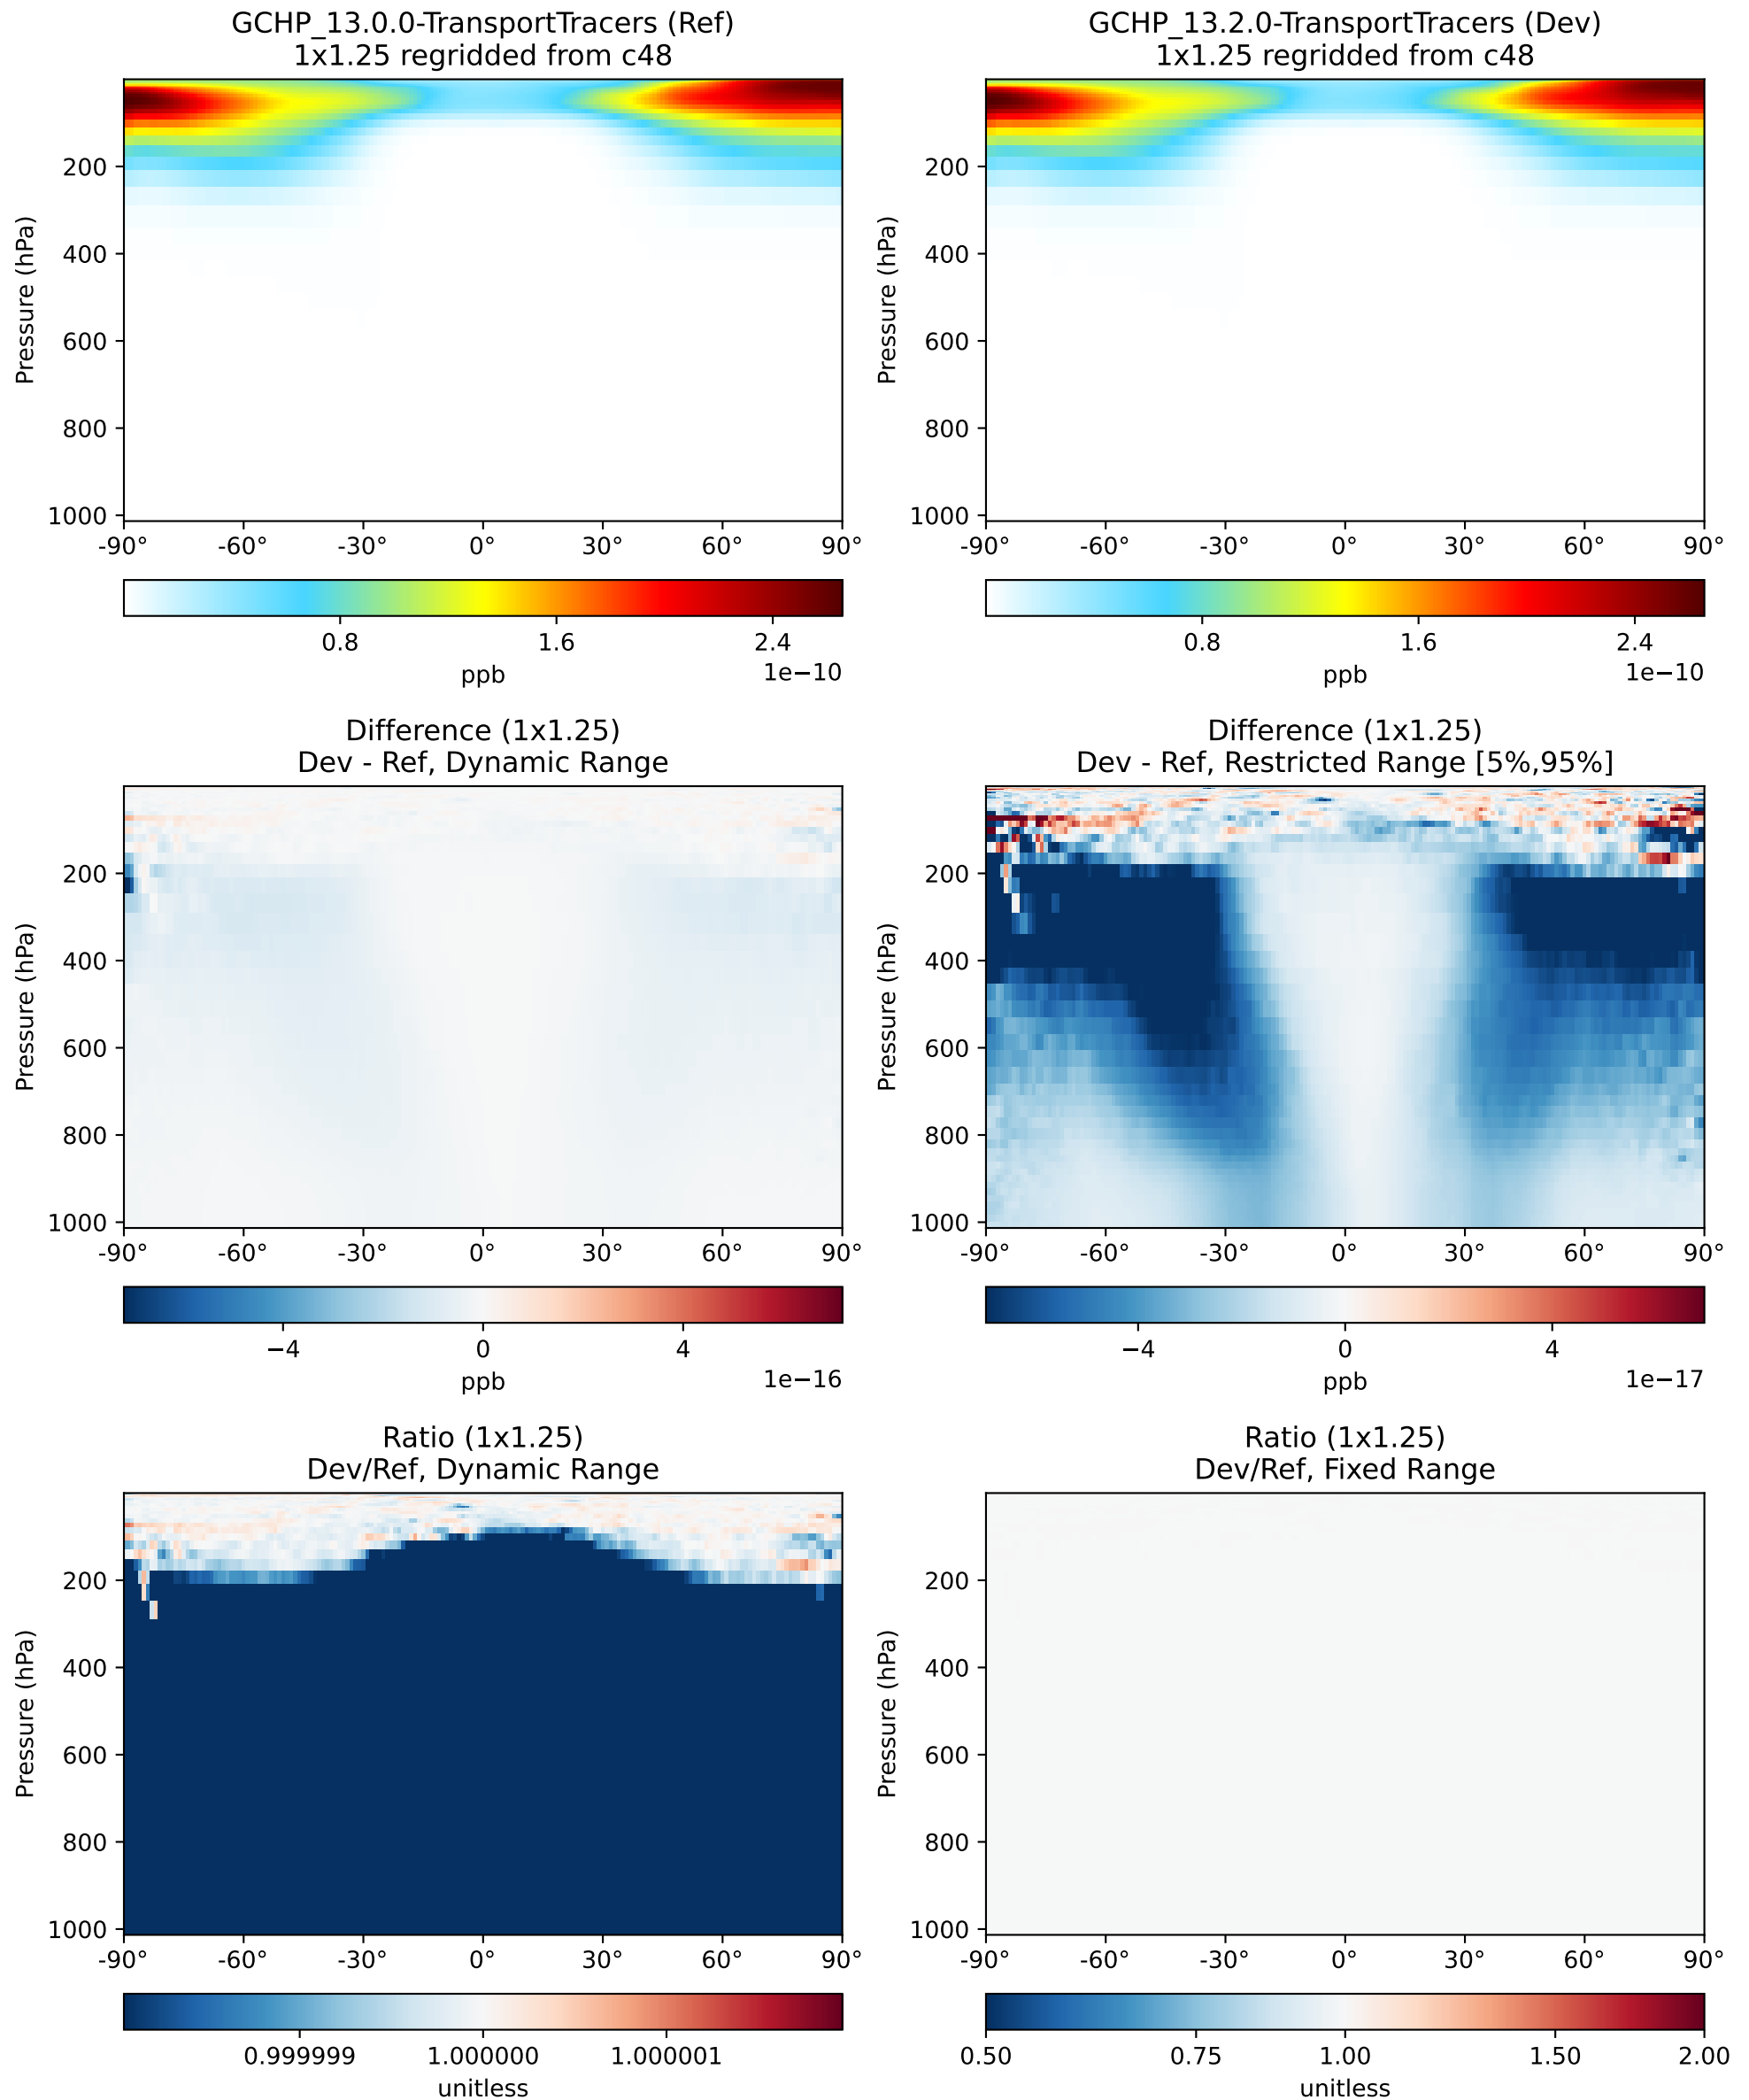 GCHP_13.0.0-TransportTracers (Ref)
1x1.25 regridded from c48
Pressure (hPa)
200
400
600
800
1000
-90° -60° -30° 0° 30° 60° 90°
0.8 1.6 2.4
1e−10
ppb
GCHP_13.2.0-TransportTracers (Dev)
1x1.25 regridded from c48
Pressure (hPa)
200
400
600
800
1000
-90° -60° -30° 0° 30° 60° 90°
0.8 1.6 2.4
1e−10
ppb
Difference (1x1.25)
Dev - Ref, Dynamic Range
Pressure (hPa)
200
400
600
800
1000
-90° -60° -30° 0° 30° 60° 90°
−4 0 4
1e−16
ppb
Difference (1x1.25)
Dev - Ref, Restricted Range [5%,95%]
Pressure (hPa)
200
400
600
800
1000
-90° -60° -30° 0° 30° 60° 90°
−4 0 4
1e−17
ppb
Ratio (1x1.25)
Dev/Ref, Dynamic Range
Pressure (hPa)
200
400
600
800
1000
-90° -60° -30° 0° 30° 60° 90°
0.999999 1.000000 1.000001
unitless
Ratio (1x1.25)
Dev/Ref, Fixed Range
Pressure (hPa)
200
400
600
800
1000
-90° -60° -30° 0° 30° 60° 90°
0.50 0.75 1.00 1.50 2.00
unitless